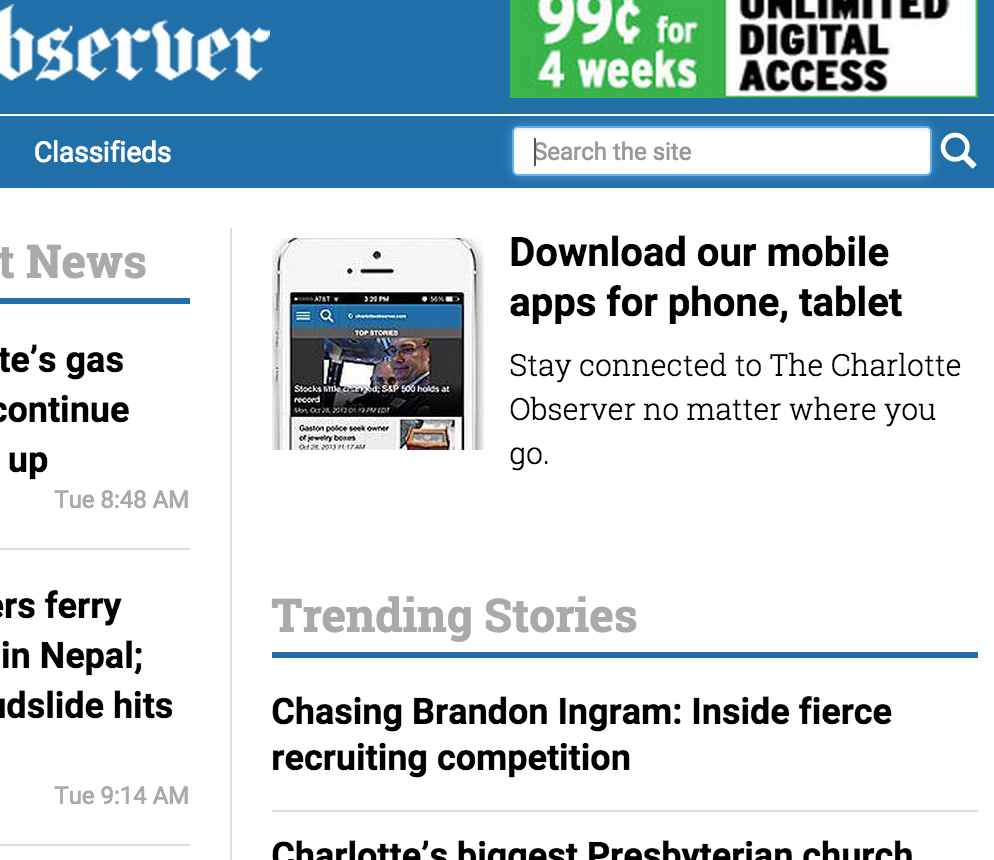 bserver
99¢ for
4 weeks
UNLIMITED
DIGITAL
ACCESS
Classifieds
Search the site
t News
te’s gas
continue
up
Tue 8:48 AM
ers ferry
in Nepal;
udslide hits
Tue 9:14 AM
AT&T 3:20 PM 56%
charlotteobserver.com
TOP STORIES
Stocks little changed; S&P 500 holds at
record
Mon, Oct 28, 2013 01:19 PM EDT
Gaston police seek owner
of jewelry boxes
Oct 28, 2013 11:17 AM
Download our mobile
apps for phone, tablet
Stay connected to The Charlotte
Observer no matter where you
go.
Trending Stories
Chasing Brandon Ingram: Inside fierce
recruiting competition
Charlotte’s biggest Presbyterian church